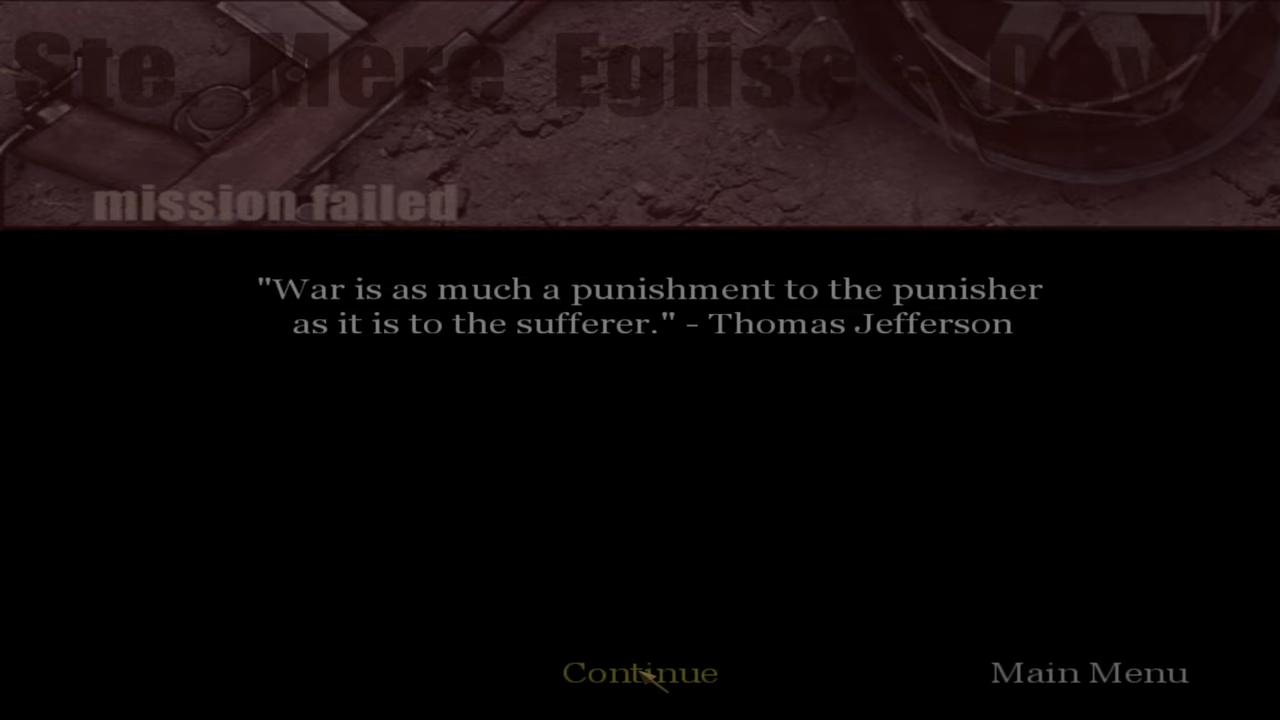 Ste. Mere Eglise - Day
mission failed
"War is as much a punishment to the punisher
as it is to the sufferer." - Thomas Jefferson
Continue
Main Menu